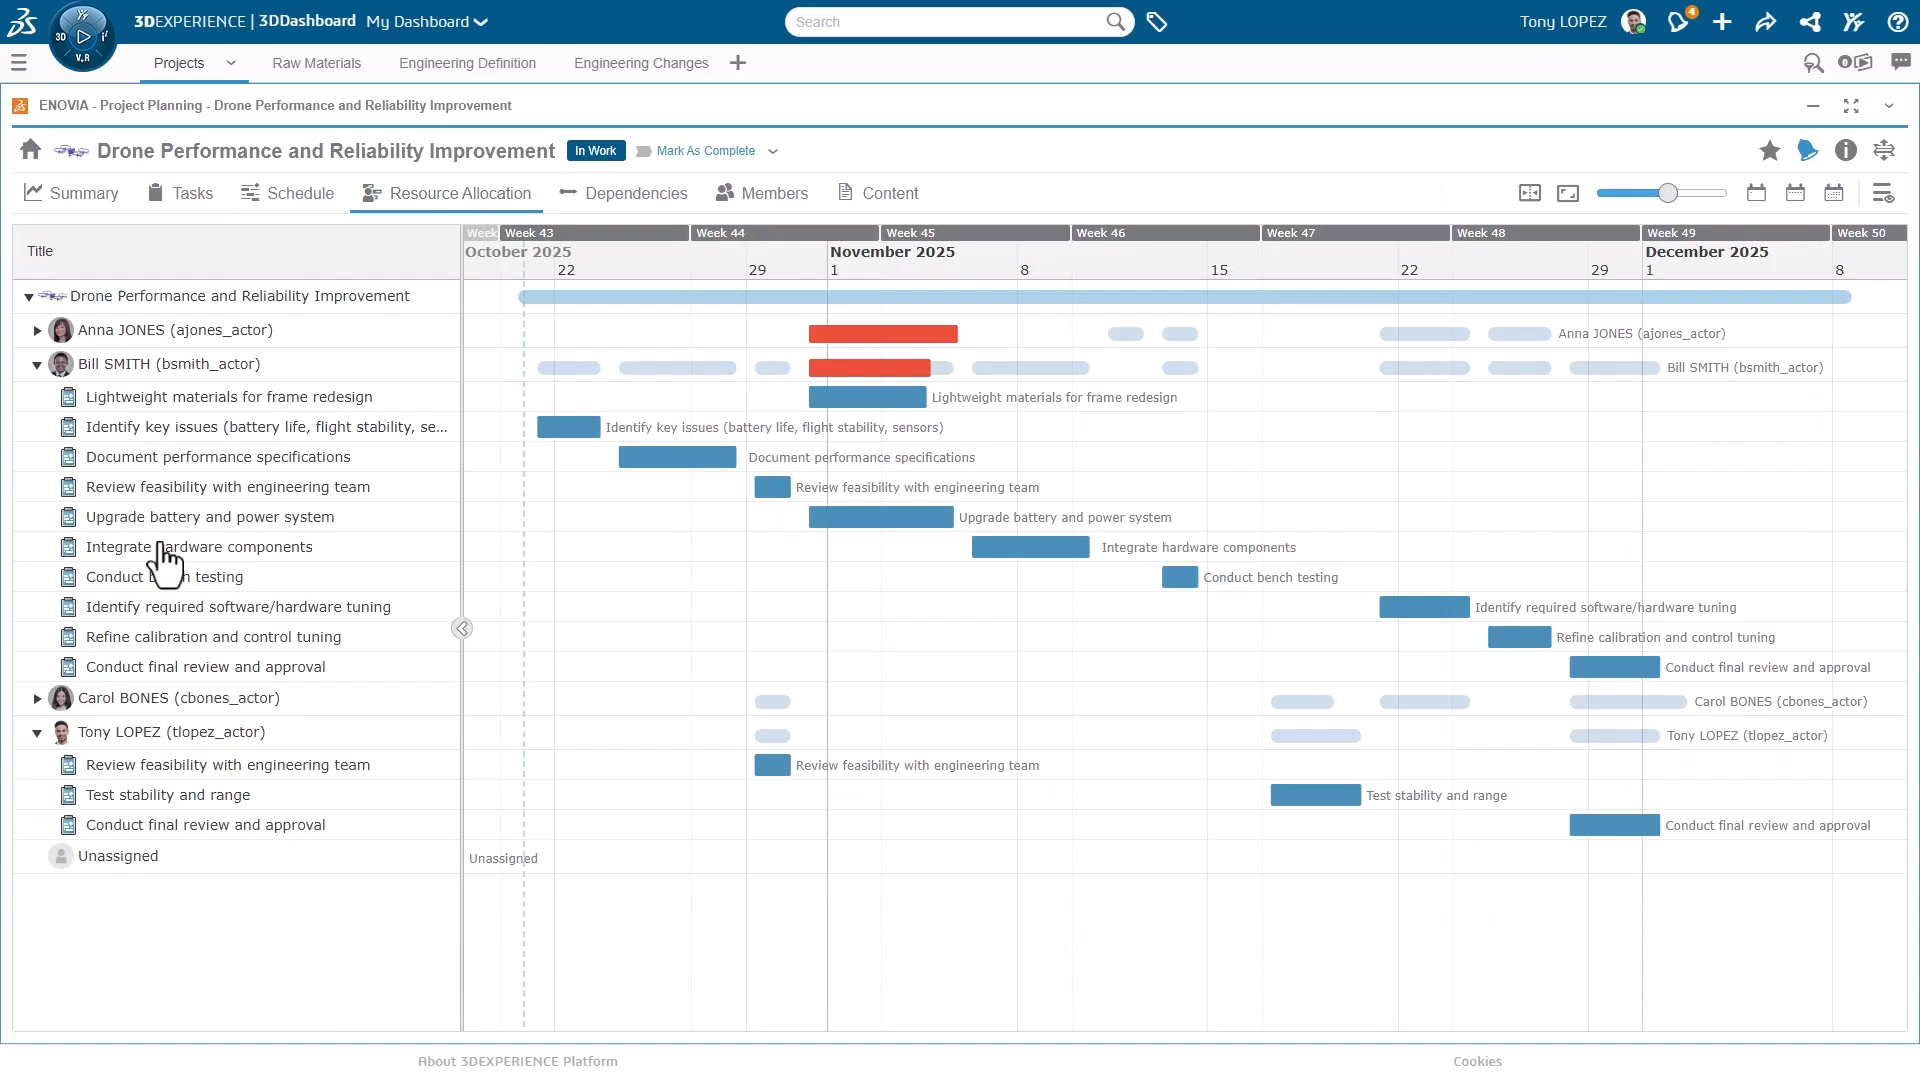 3DEXPERIENCE | 3DDashboard My Dashboard
Search
Tony LOPEZ
4
3D
V.R
Projects
Raw Materials
Engineering Definition
Engineering Changes
0
ENOVIA - Project Planning - Drone Performance and Reliability Improvement
Drone Performance and Reliability Improvement
In Work
Mark As Complete
Summary
Tasks
Schedule
Resource Allocation
Dependencies
Members
Content
Title
Week
Week 43
Week 44
Week 45
Week 46
Week 47
Week 48
Week 49
Week 50
October 2025
November 2025
December 2025
22
29
1
8
15
22
29
1
8
Drone Performance and Reliability Improvement
Anna JONES (ajones_actor)
Anna JONES (ajones_actor)
Bill SMITH (bsmith_actor)
Bill SMITH (bsmith_actor)
Lightweight materials for frame redesign
Lightweight materials for frame redesign
Identify key issues (battery life, flight stability, se...
Identify key issues (battery life, flight stability, sensors)
Document performance specifications
Document performance specifications
Review feasibility with engineering team
Review feasibility with engineering team
Upgrade battery and power system
Upgrade battery and power system
Integrate hardware components
Integrate hardware components
Conduct bench testing
Conduct bench testing
Identify required software/hardware tuning
Identify required software/hardware tuning
Refine calibration and control tuning
Refine calibration and control tuning
Conduct final review and approval
Conduct final review and approval
Carol BONES (cbones_actor)
Carol BONES (cbones_actor)
Tony LOPEZ (tlopez_actor)
Tony LOPEZ (tlopez_actor)
Review feasibility with engineering team
Review feasibility with engineering team
Test stability and range
Test stability and range
Conduct final review and approval
Conduct final review and approval
Unassigned
Unassigned
About 3DEXPERIENCE Platform
Cookies